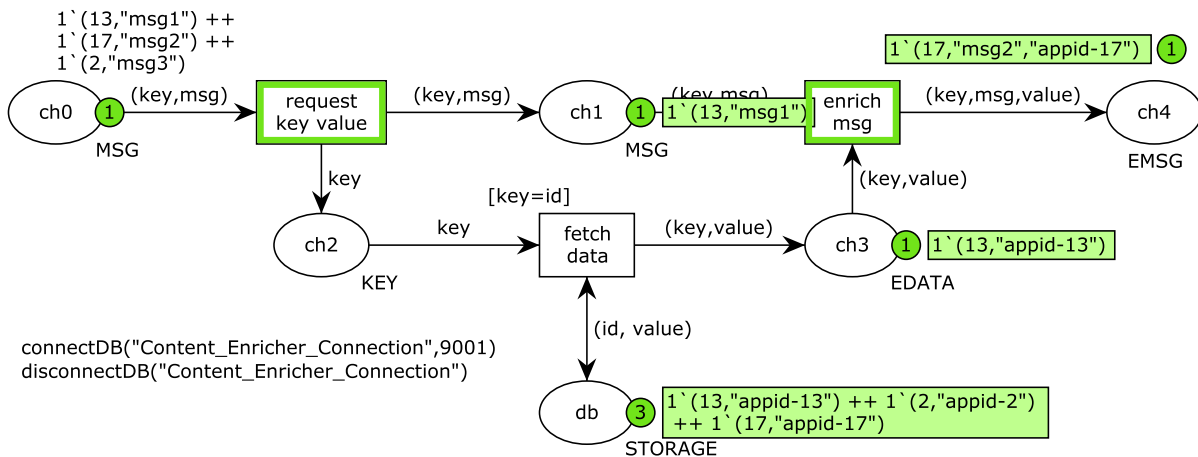 1`(13,"msg1") ++
1`(17,"msg2") ++
1`(2,"msg3")
1`(17,"msg2","appid-17")
1
ch0
1
(key,msg)
request
key value
(key,msg)
ch1
1
(key,msg)
1`(13,"msg1")
enrich
msg
(key,msg,value)
ch4
MSG
MSG
EMSG
key
(key,value)
[key=id]
ch2
key
fetch
data
(key,value)
ch3
1
1`(13,"appid-13")
KEY
EDATA
(id, value)
connectDB("Content_Enricher_Connection",9001)
disconnectDB("Content_Enricher_Connection")
db
3
1`(13,"appid-13") ++ 1`(2,"appid-2")
++ 1`(17,"appid-17")
STORAGE